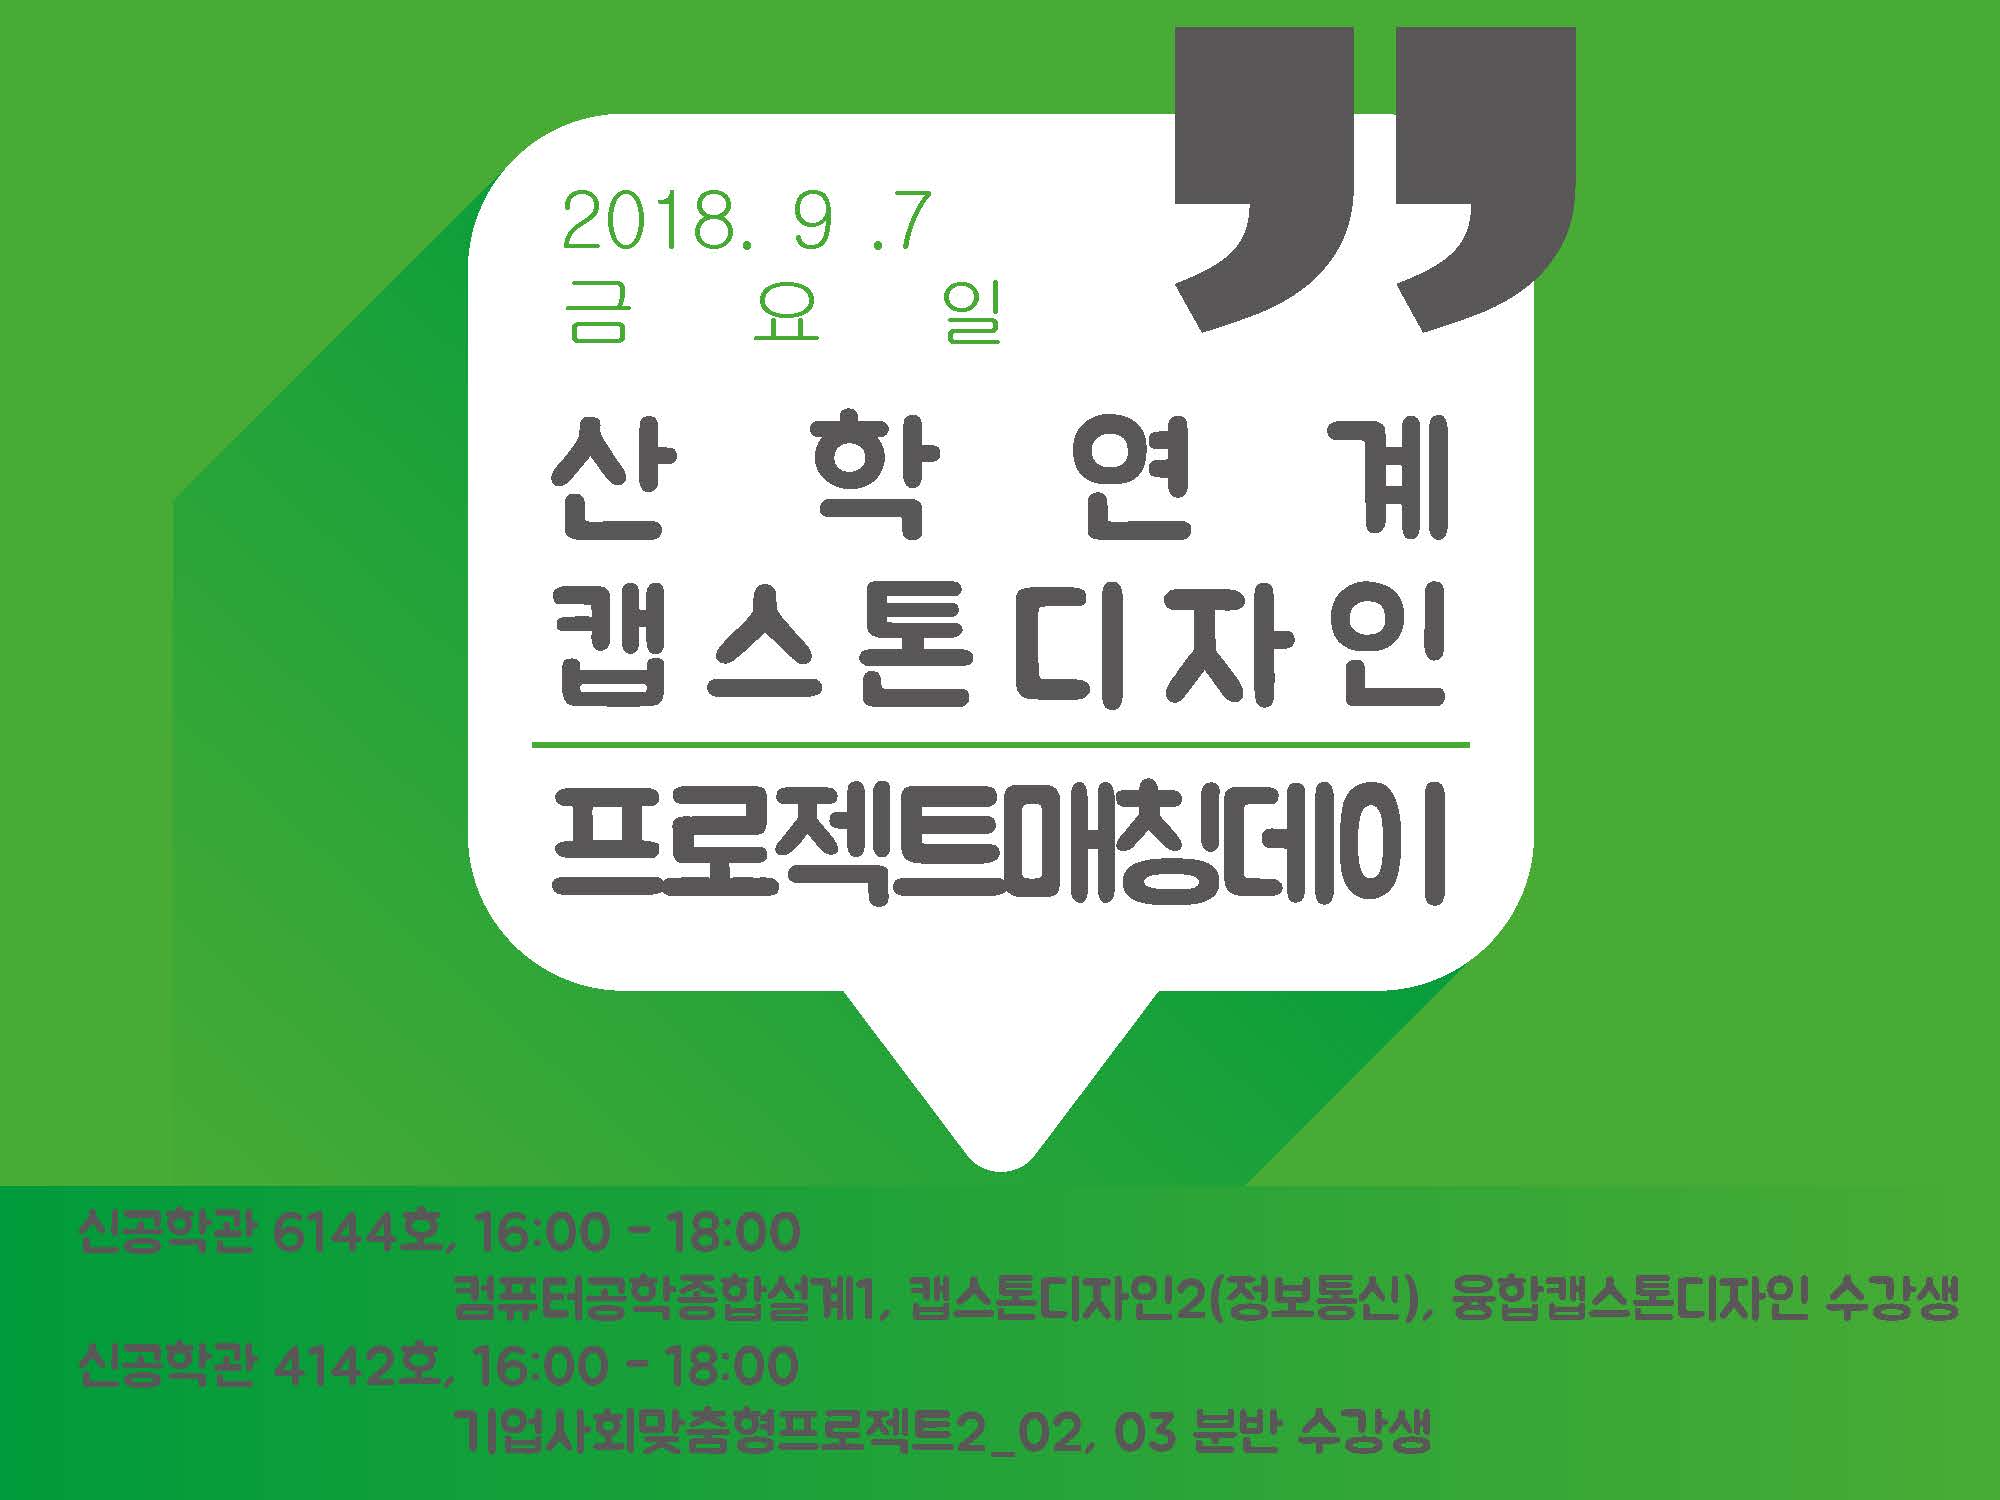 2018. 9 .7
금 요 일
산 학 연 계
캡스톤디자인
프로젝트매칭데이
신공학관 6144호, 16:00 - 18:00
컴퓨터공학종합설계1, 캡스톤디자인2(정보통신), 융합캡스톤디자인 수강생
신공학관 4142호, 16:00 - 18:00
기업사회맞춤형프로젝트2_02, 03 분반 수강생